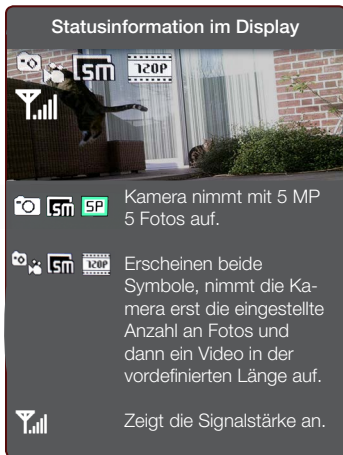 Statusinformation im Display
5M 720P
5M 5P Kamera nimmt mit 5 MP
5 Fotos auf.
5M 720P Erscheinen beide
Symbole, nimmt die Ka-
mera erst die eingestellte
Anzahl an Fotos und
dann ein Video in der
vordefinierten Länge auf.
Zeigt die Signalstärke an.